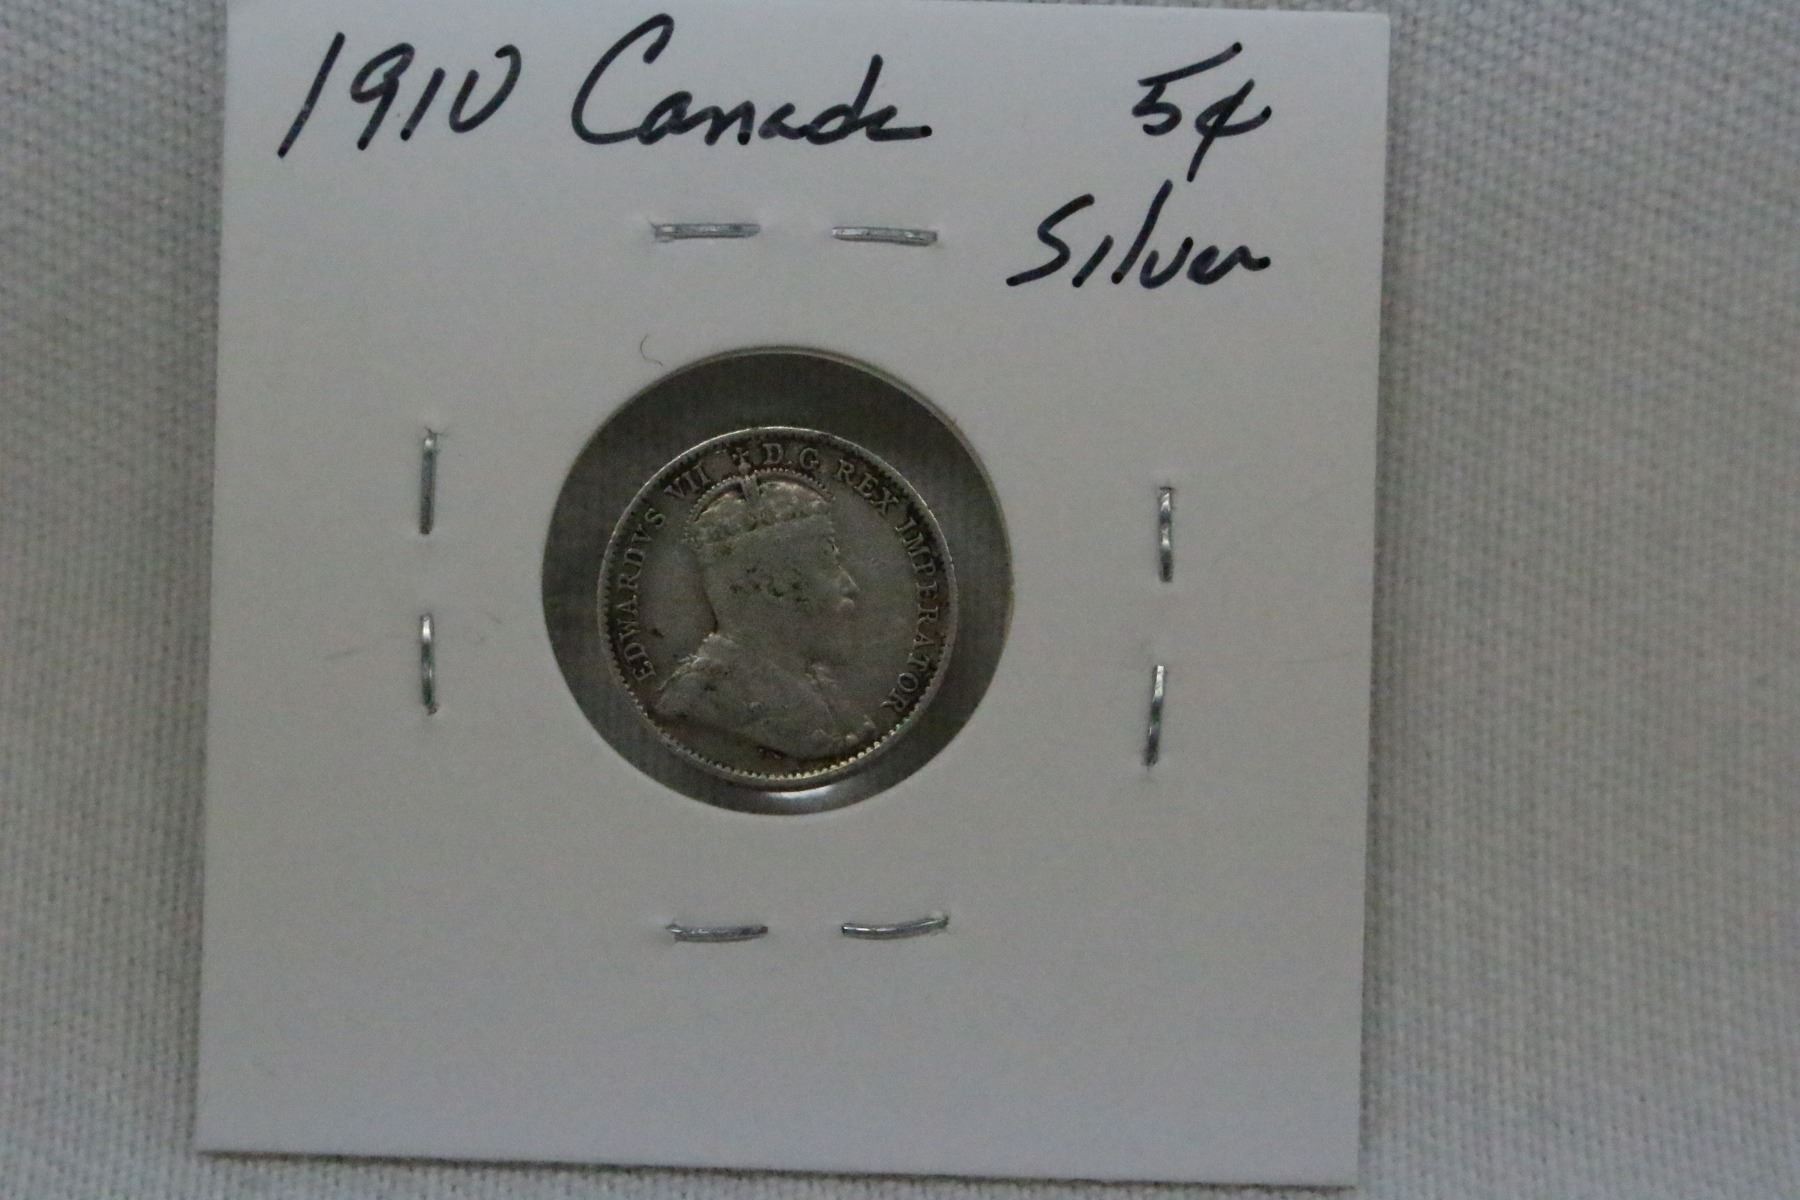 1910 Canada 5¢
Silver
EDWARDVS VII D.G. REX IMPERATOR